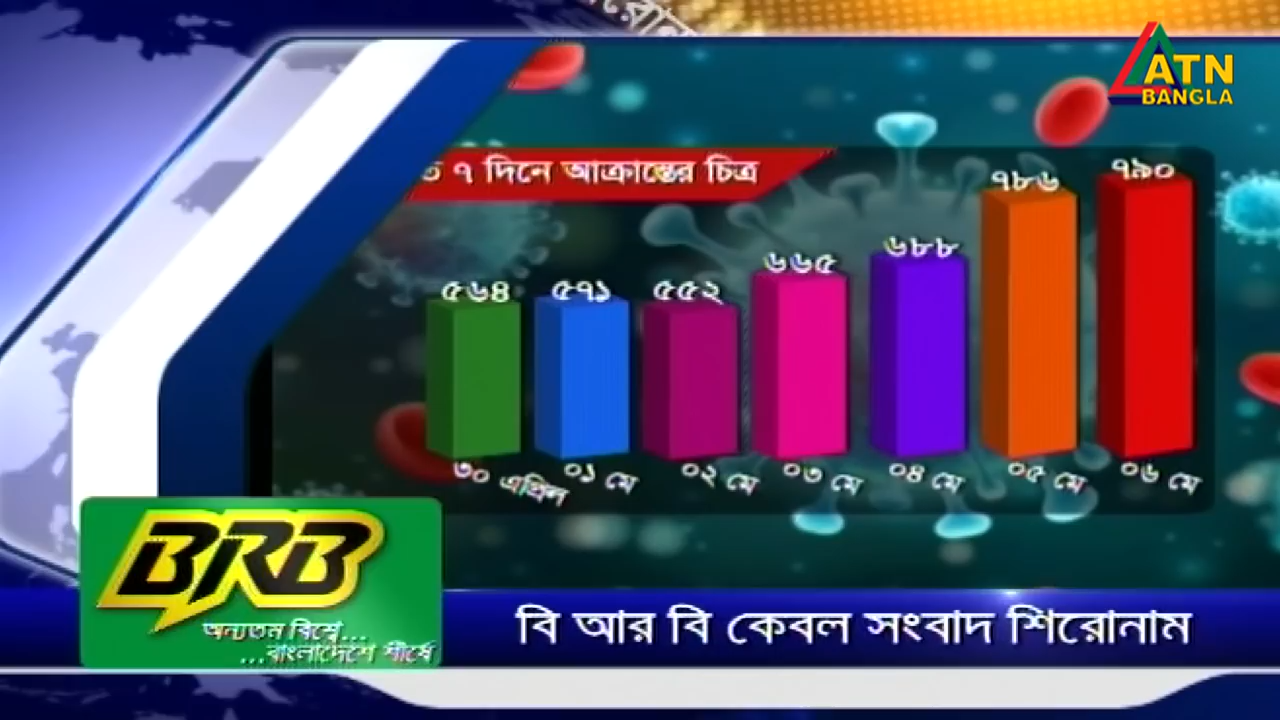 ATN
BANGLA
৭ দিনে আক্রান্তের চিত্র
৫৬৪
৫৭১
৫৫২
৬৬৫
৬৮৮
৭৮৬
৭৯০
৩০ এপ্রিল
০১ মে
০২ মে
০৩ মে
০৪ মে
০৫ মে
০৬ মে
BRB
অন্যতম বিশ্বে...
...বাংলাদেশে শীর্ষে
বি আর বি কেবল সংবাদ শিরোনাম